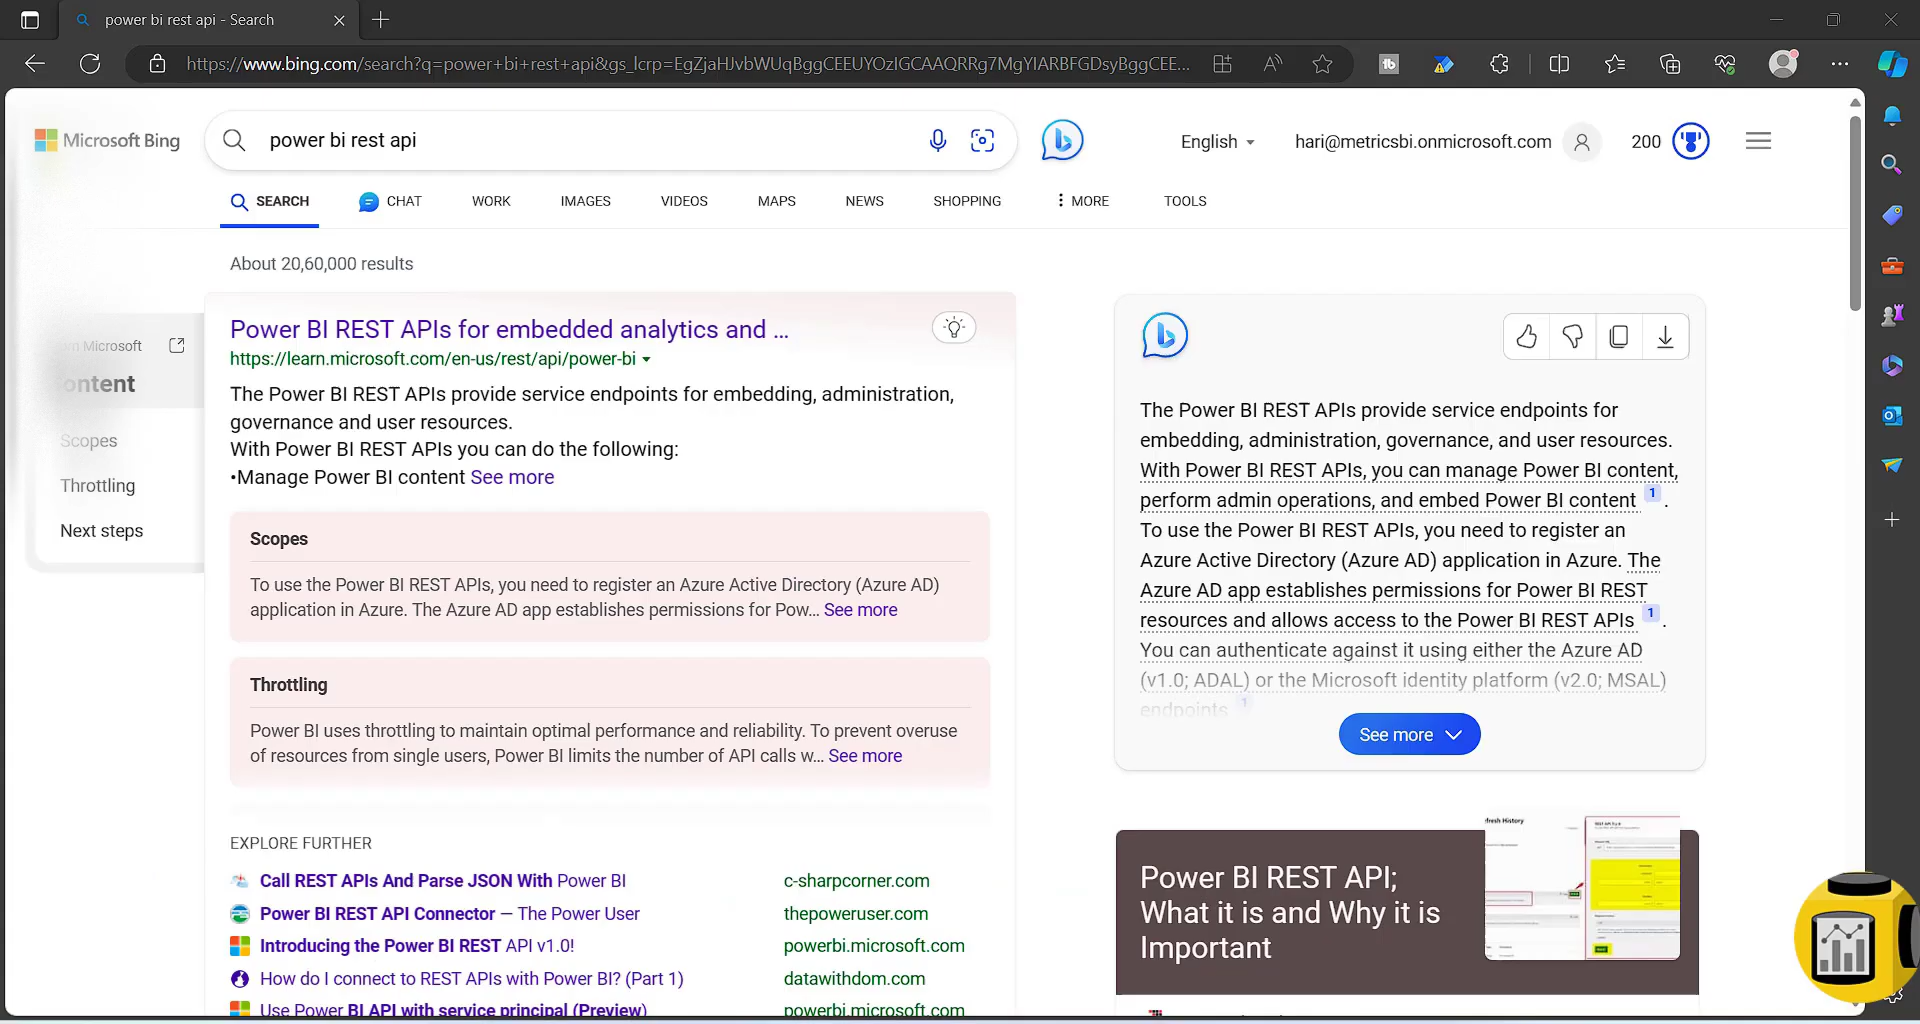 power bi rest api - Search
https://www.bing.com/search?q=power+bi+rest+api&gs_lcrp=EgZjaHJvbWUqBggCEEUYOzIGCAAQRRg7MgYIARBFGDsyBggCEE...
Microsoft Bing
power bi rest api
English
hari@metricsbi.onmicrosoft.com
200
SEARCH
CHAT
WORK
IMAGES
VIDEOS
MAPS
NEWS
SHOPPING
MORE
TOOLS
About 20,60,000 results
Microsoft
ontent
Scopes
Throttling
Next steps
Power BI REST APIs for embedded analytics and ...
https://learn.microsoft.com/en-us/rest/api/power-bi
The Power BI REST APIs provide service endpoints for embedding, administration,
governance and user resources.
With Power BI REST APIs you can do the following:
•Manage Power BI content See more
Scopes
To use the Power BI REST APIs, you need to register an Azure Active Directory (Azure AD)
application in Azure. The Azure AD app establishes permissions for Pow... See more
Throttling
Power BI uses throttling to maintain optimal performance and reliability. To prevent overuse
of resources from single users, Power BI limits the number of API calls w... See more
EXPLORE FURTHER
Call REST APIs And Parse JSON With Power BI c-sharpcorner.com
Power BI REST API Connector — The Power User thepoweruser.com
Introducing the Power BI REST API v1.0! powerbi.microsoft.com
How do I connect to REST APIs with Power BI? (Part 1) datawithdom.com
Use Power BI API with service principal (Preview) powerbi.microsoft.com
The Power BI REST APIs provide service endpoints for
embedding, administration, governance, and user resources.
With Power BI REST APIs, you can manage Power BI content,
perform admin operations, and embed Power BI content 1 .
To use the Power BI REST APIs, you need to register an
Azure Active Directory (Azure AD) application in Azure. The
Azure AD app establishes permissions for Power BI REST
resources and allows access to the Power BI REST APIs 1 .
You can authenticate against it using either the Azure AD
(v1.0; ADAL) or the Microsoft identity platform (v2.0; MSAL)
endpoints 1
See more
Power BI REST API;
What it is and Why it is
Important